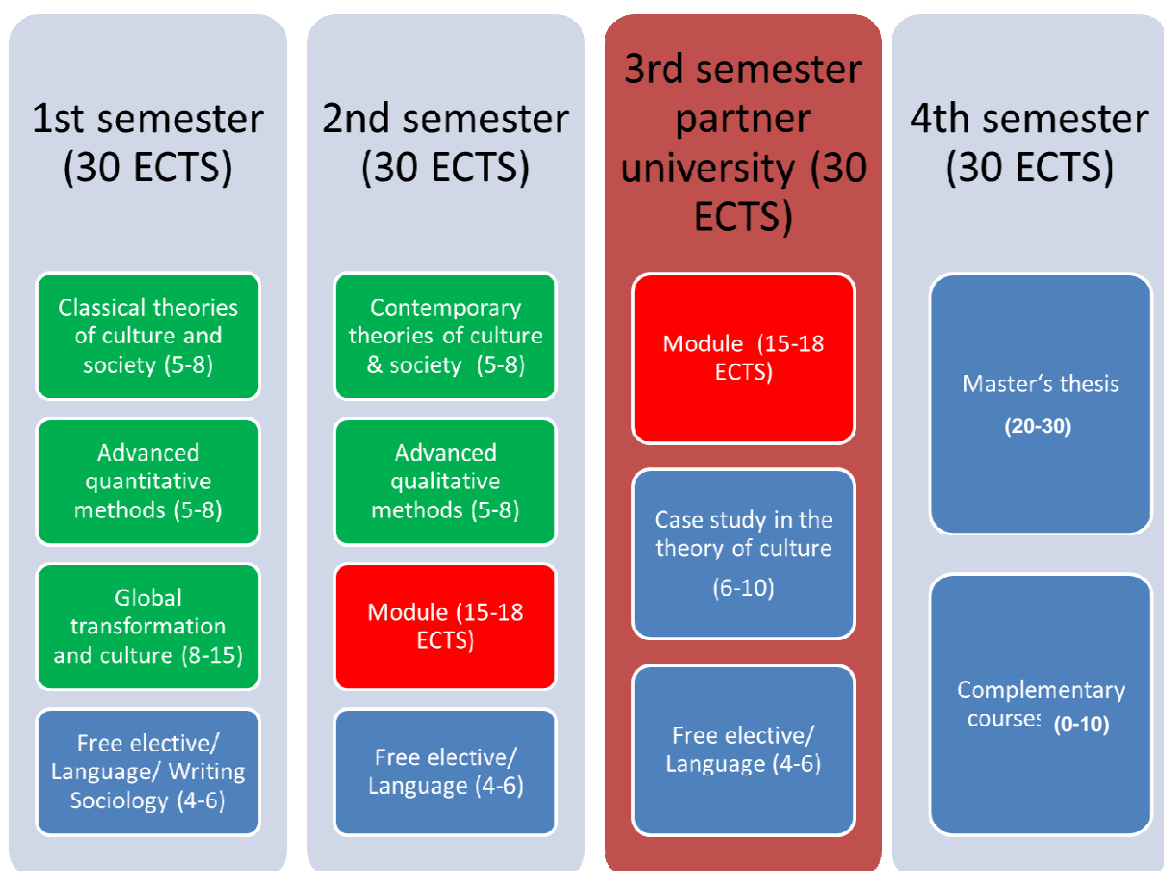 1st semester
(30 ECTS)
Classical theories
of culture and
society (5-8)
Advanced
quantitative
methods (5-8)
Global
transformation
and culture (8-15)
Free elective/
Language/ Writing
Sociology (4-6)
2nd semester
(30 ECTS)
Contemporary
theories of culture
& society (5-8)
Advanced
qualitative
methods (5-8)
Module (15-18
ECTS)
Free elective/
Language (4-6)
3rd semester
partner
university (30
ECTS)
Module (15-18
ECTS)
Case study in the
theory of culture
(6-10)
Free elective/
Language (4-6)
4th semester
(30 ECTS)
Master‘s thesis
(20-30)
Complementary
courses (0-10)